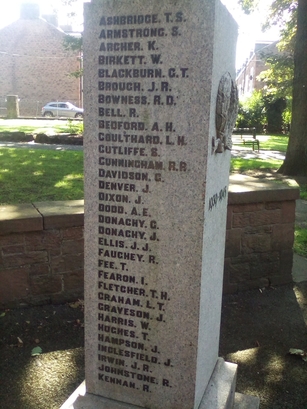 ASHBRIDGE, T. S.
ARMSTRONG, S.
ARCHER, K.
BIRKETT, W.
BLACKBURN, C.T.
BROUGH, J.R.
BOWNESS, R.D.
BELL, R.
BEDFORD, A.H.
COULTHARD, L.H.
CUTLIFFE, S.
CUNNINGHAM, R.R.
DAVIDSON, G.
DENVER, J.
DIXON, J.
DODD, A.E.
DONACHY, G.
DONACHY, J.
ELLIS, J.J.
FAUCHEY, R.
FEE, T.
FEARON, I.
FLETCHER, T.H.
GRAHAM, L.T.
GRAVESON, J.
HARRIS, W.
HUGHES, T.
HAMPSON, J.
INGLESFIELD, J.
IRWIN, J.R.
JOHNSTONE, R.
KENNAN, R.